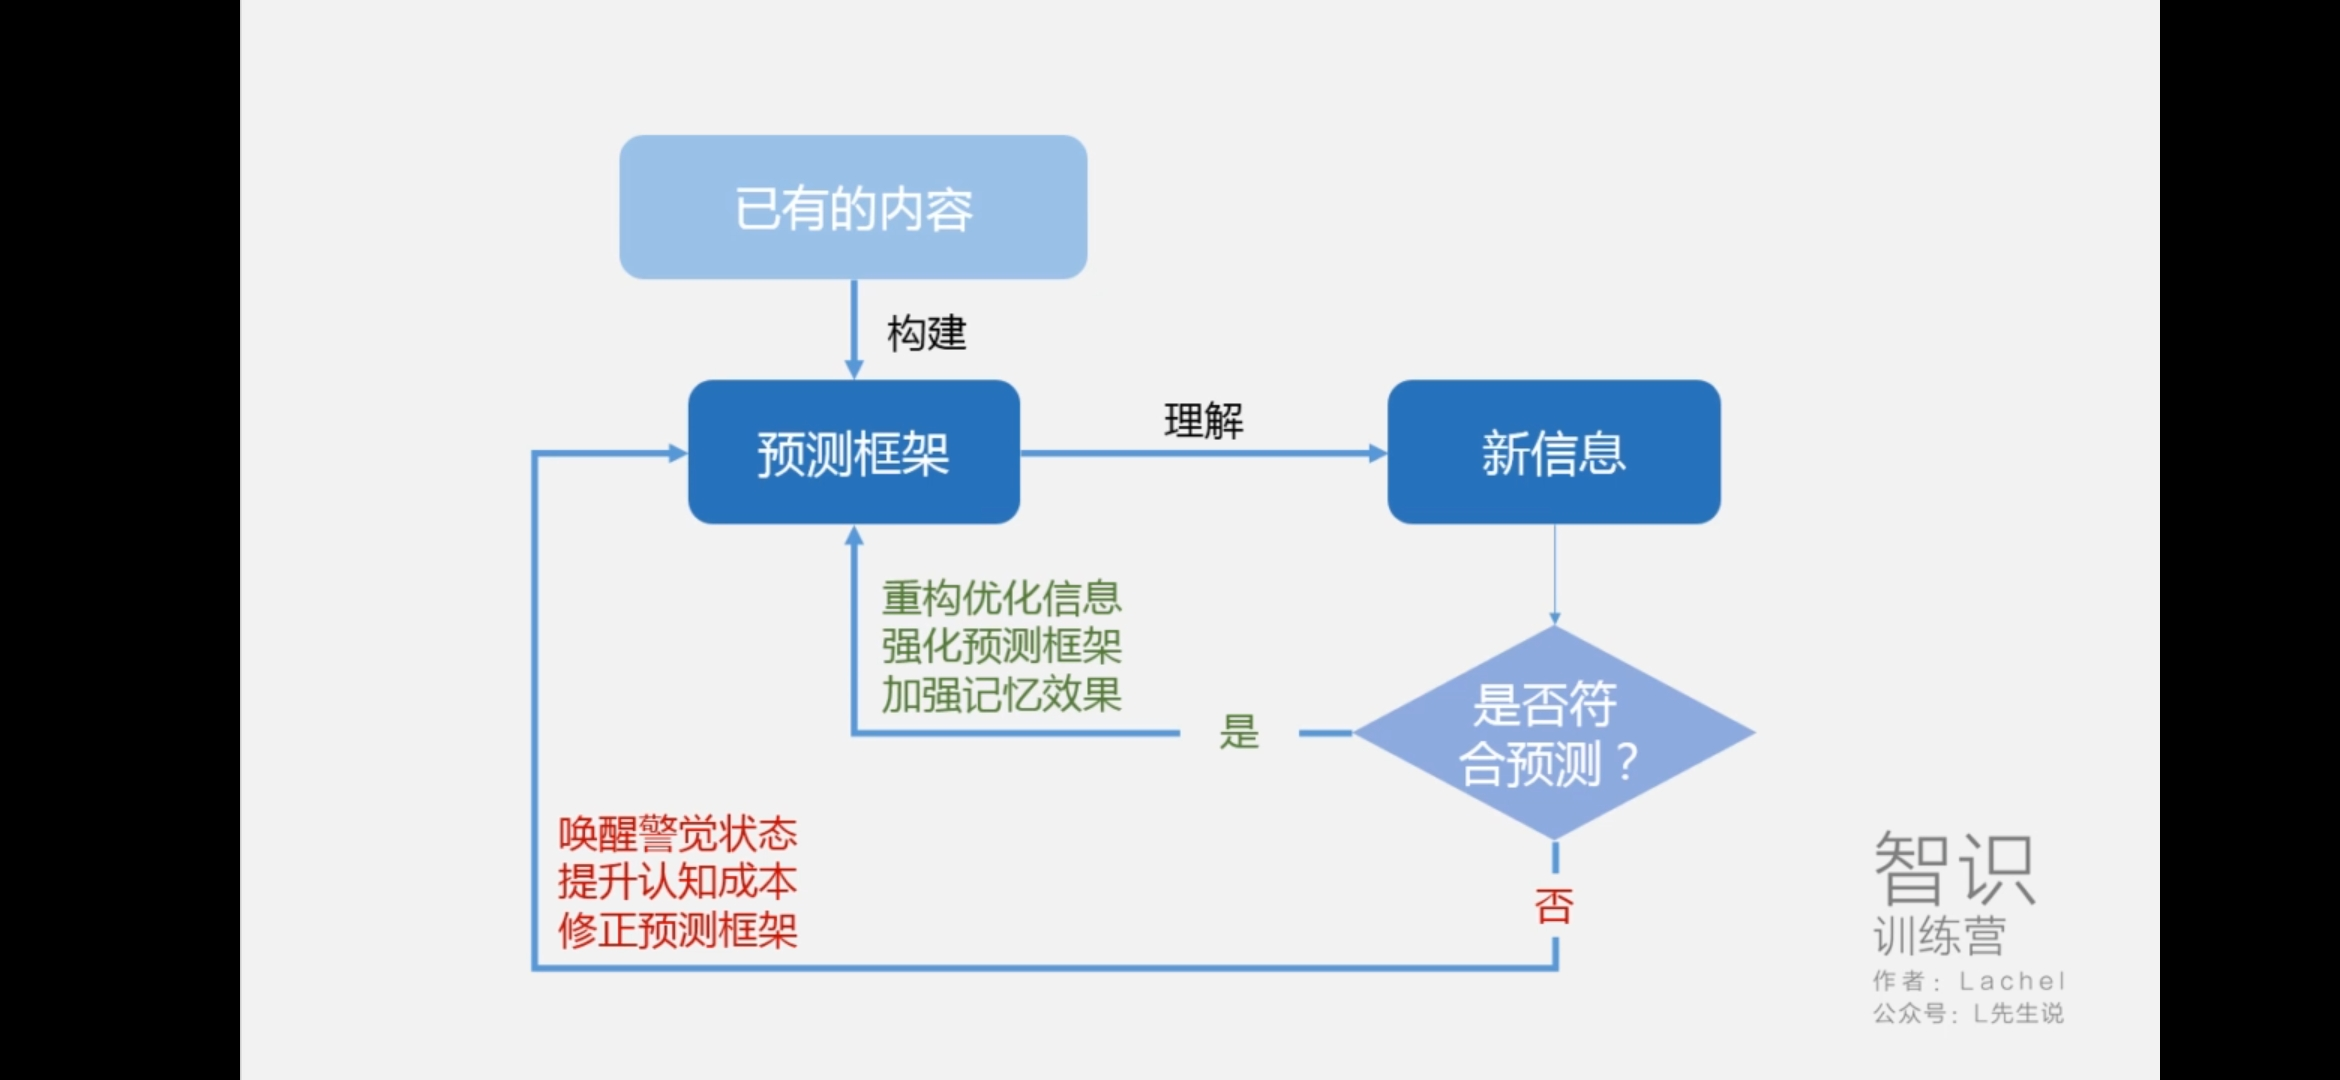 已有的内容
构建
预测框架
理解
新信息
重构优化信息
强化预测框架
加强记忆效果
是
是否符
合预测？
唤醒警觉状态
提升认知成本
修正预测框架
否
智识
训练营
作者：Lachel
公众号：L先生说